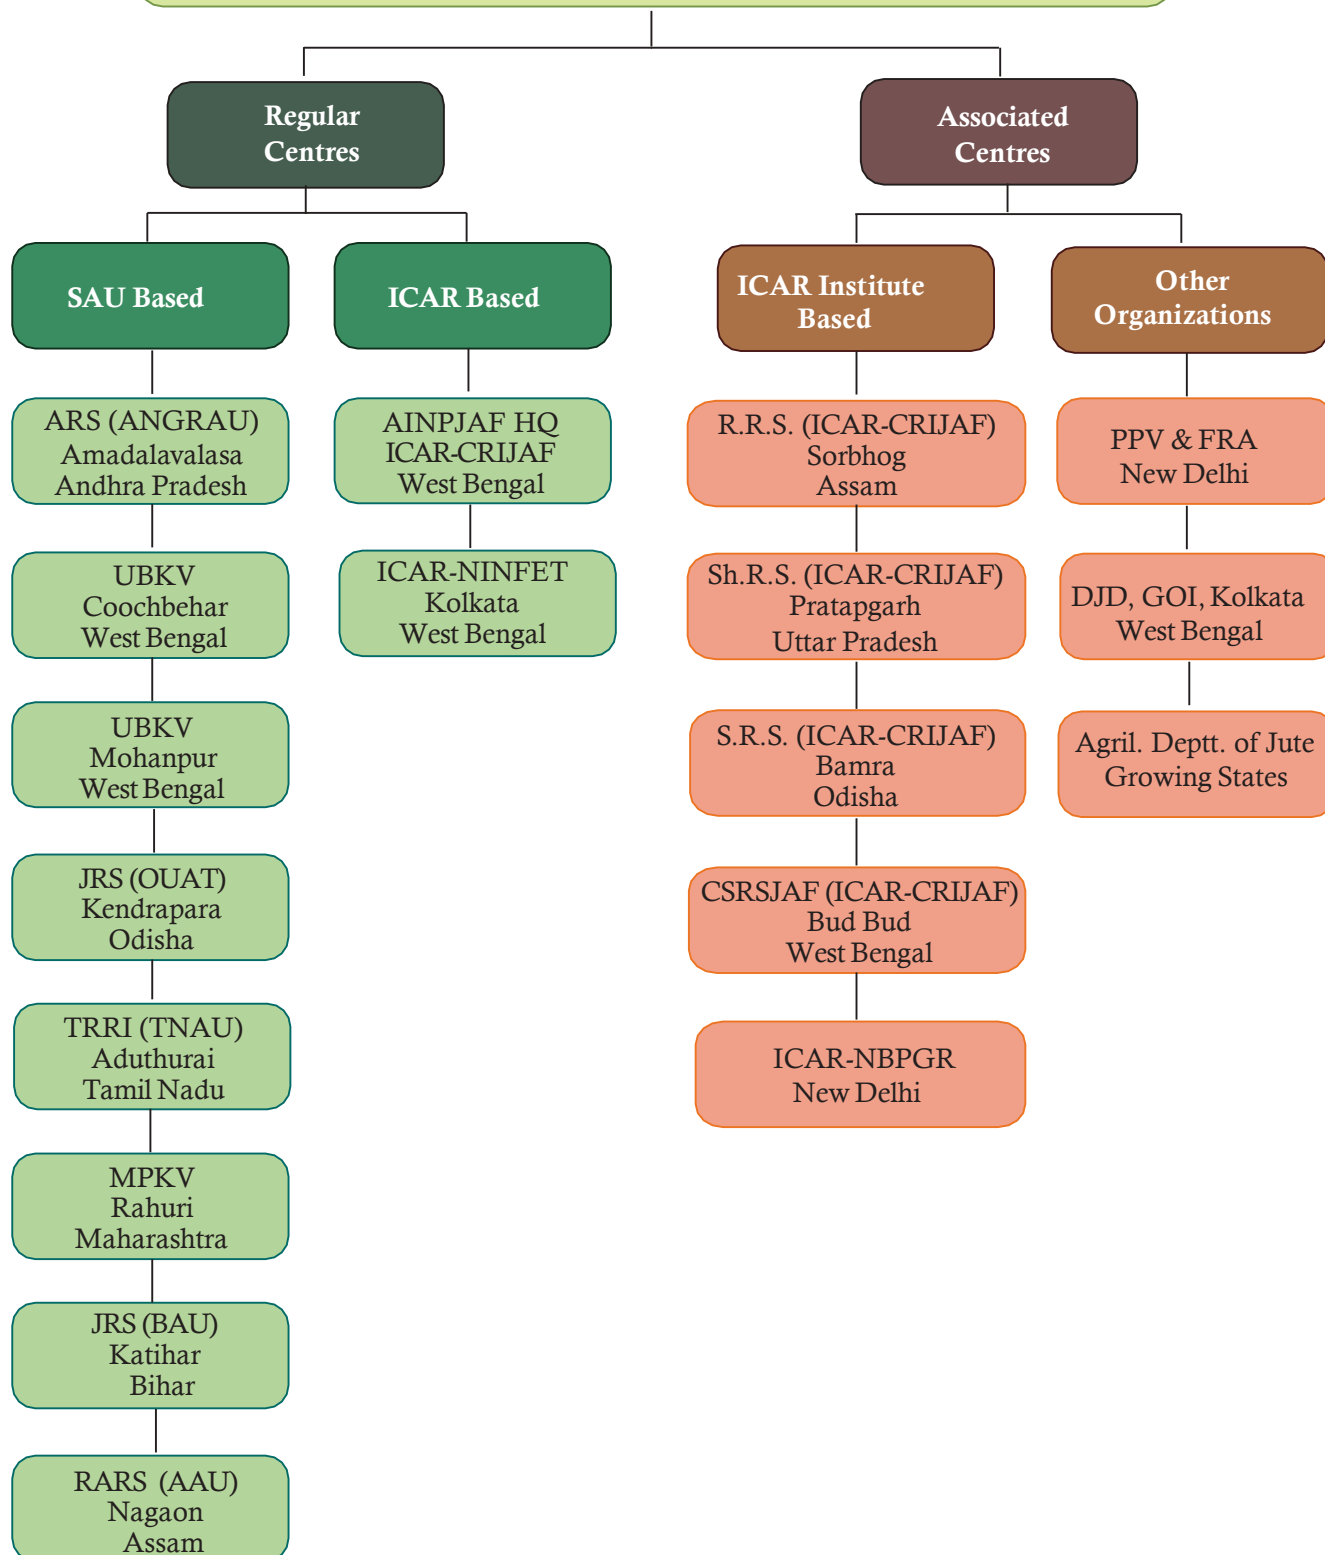 Regular
Centres
Associated
Centres
SAU Based
ICAR Based
ICAR Institute
Based
Other
Organizations
ARS (ANGRAU)
Amadalavalasa
Andhra Pradesh
UBKV
Coochbehar
West Bengal
UBKV
Mohanpur
West Bengal
JRS (OUAT)
Kendrapara
Odisha
TRRI (TNAU)
Aduthurai
Tamil Nadu
MPKV
Rahuri
Maharashtra
JRS (BAU)
Katihar
Bihar
RARS (AAU)
Nagaon
Assam
AINPJAF HQ
ICAR-CRIJAF
West Bengal
ICAR-NINFET
Kolkata
West Bengal
R.R.S. (ICAR-CRIJAF)
Sorbhog
Assam
Sh.R.S. (ICAR-CRIJAF)
Pratapgarh
Uttar Pradesh
S.R.S. (ICAR-CRIJAF)
Bamra
Odisha
CSRSJAF (ICAR-CRIJAF)
Bud Bud
West Bengal
ICAR-NBPGR
New Delhi
PPV & FRA
New Delhi
DJD, GOI, Kolkata
West Bengal
Agril. Deptt. of Jute
Growing States